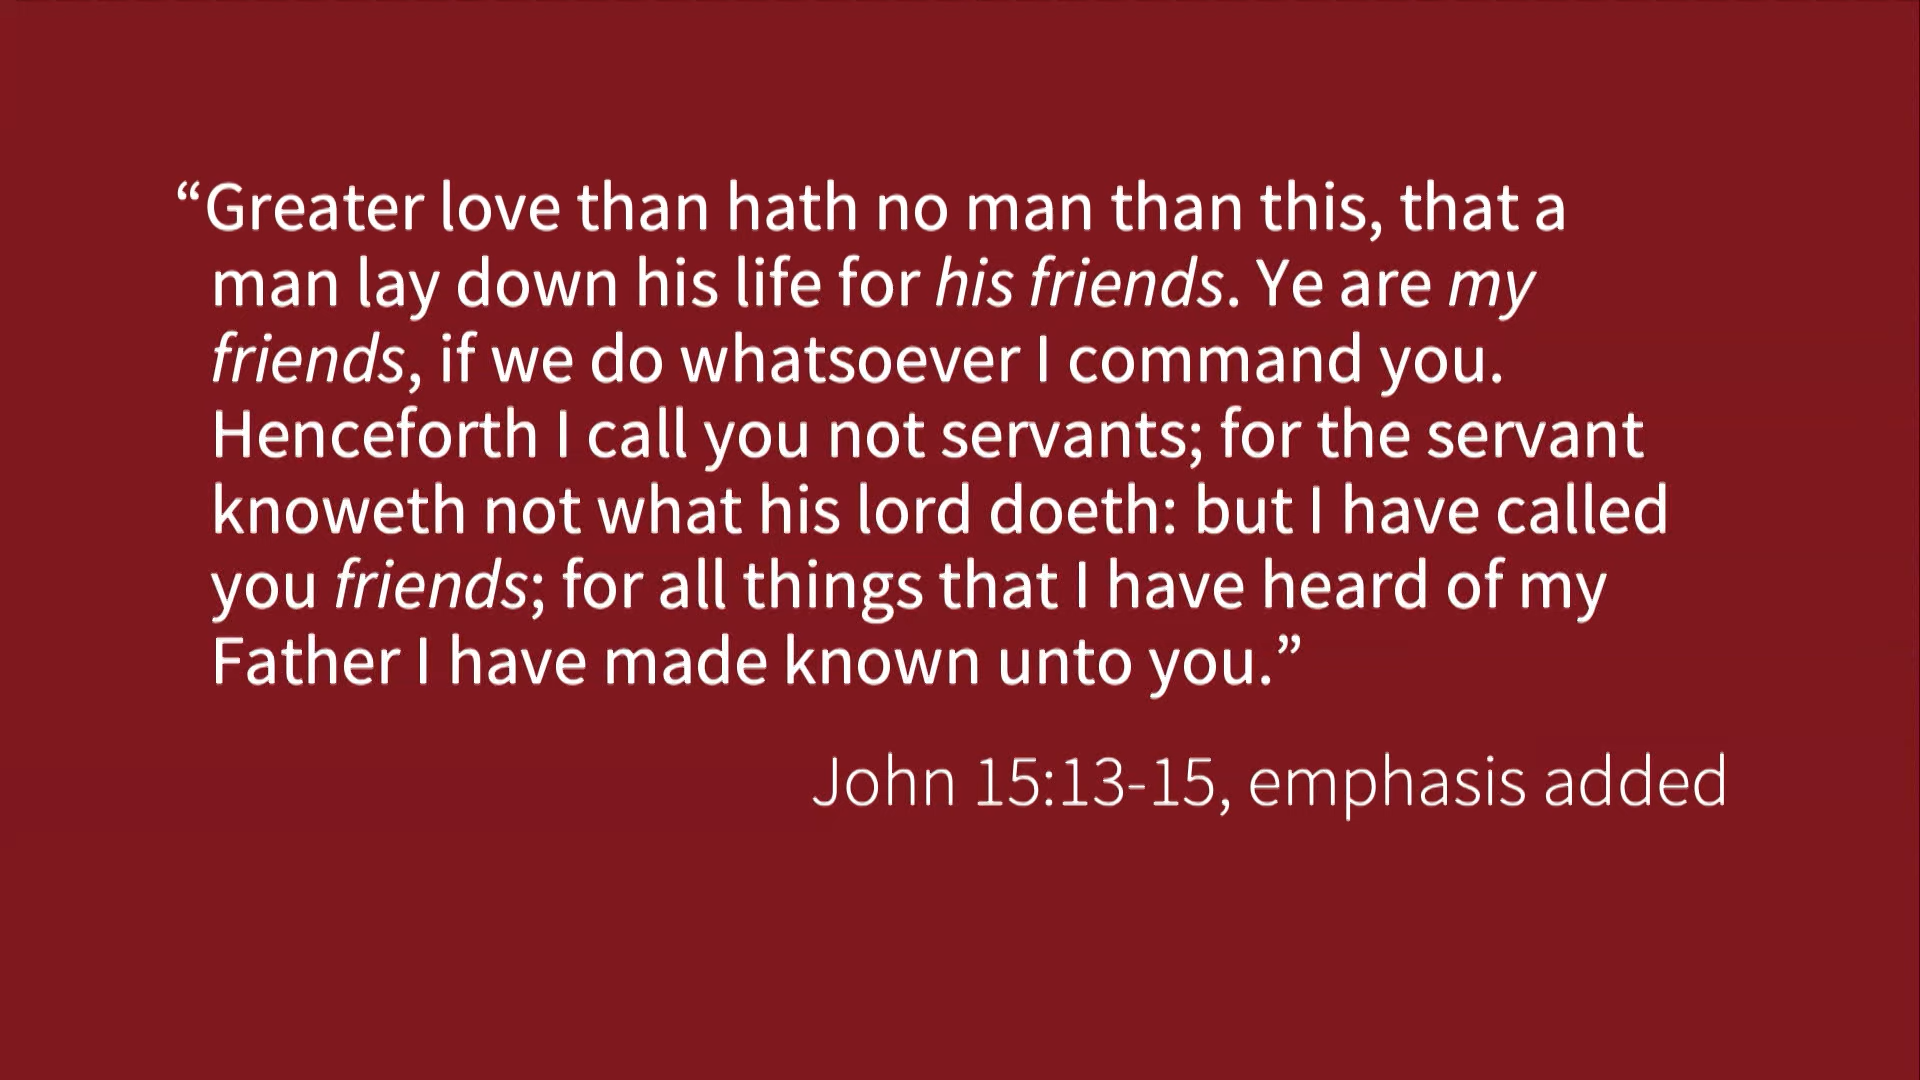 “Greater love than hath no man than this, that a
man lay down his life for his friends. Ye are my
friends, if we do whatsoever I command you.
Henceforth I call you not servants; for the servant
knoweth not what his lord doeth: but I have called
you friends; for all things that I have heard of my
Father I have made known unto you.”
John 15:13-15, emphasis added